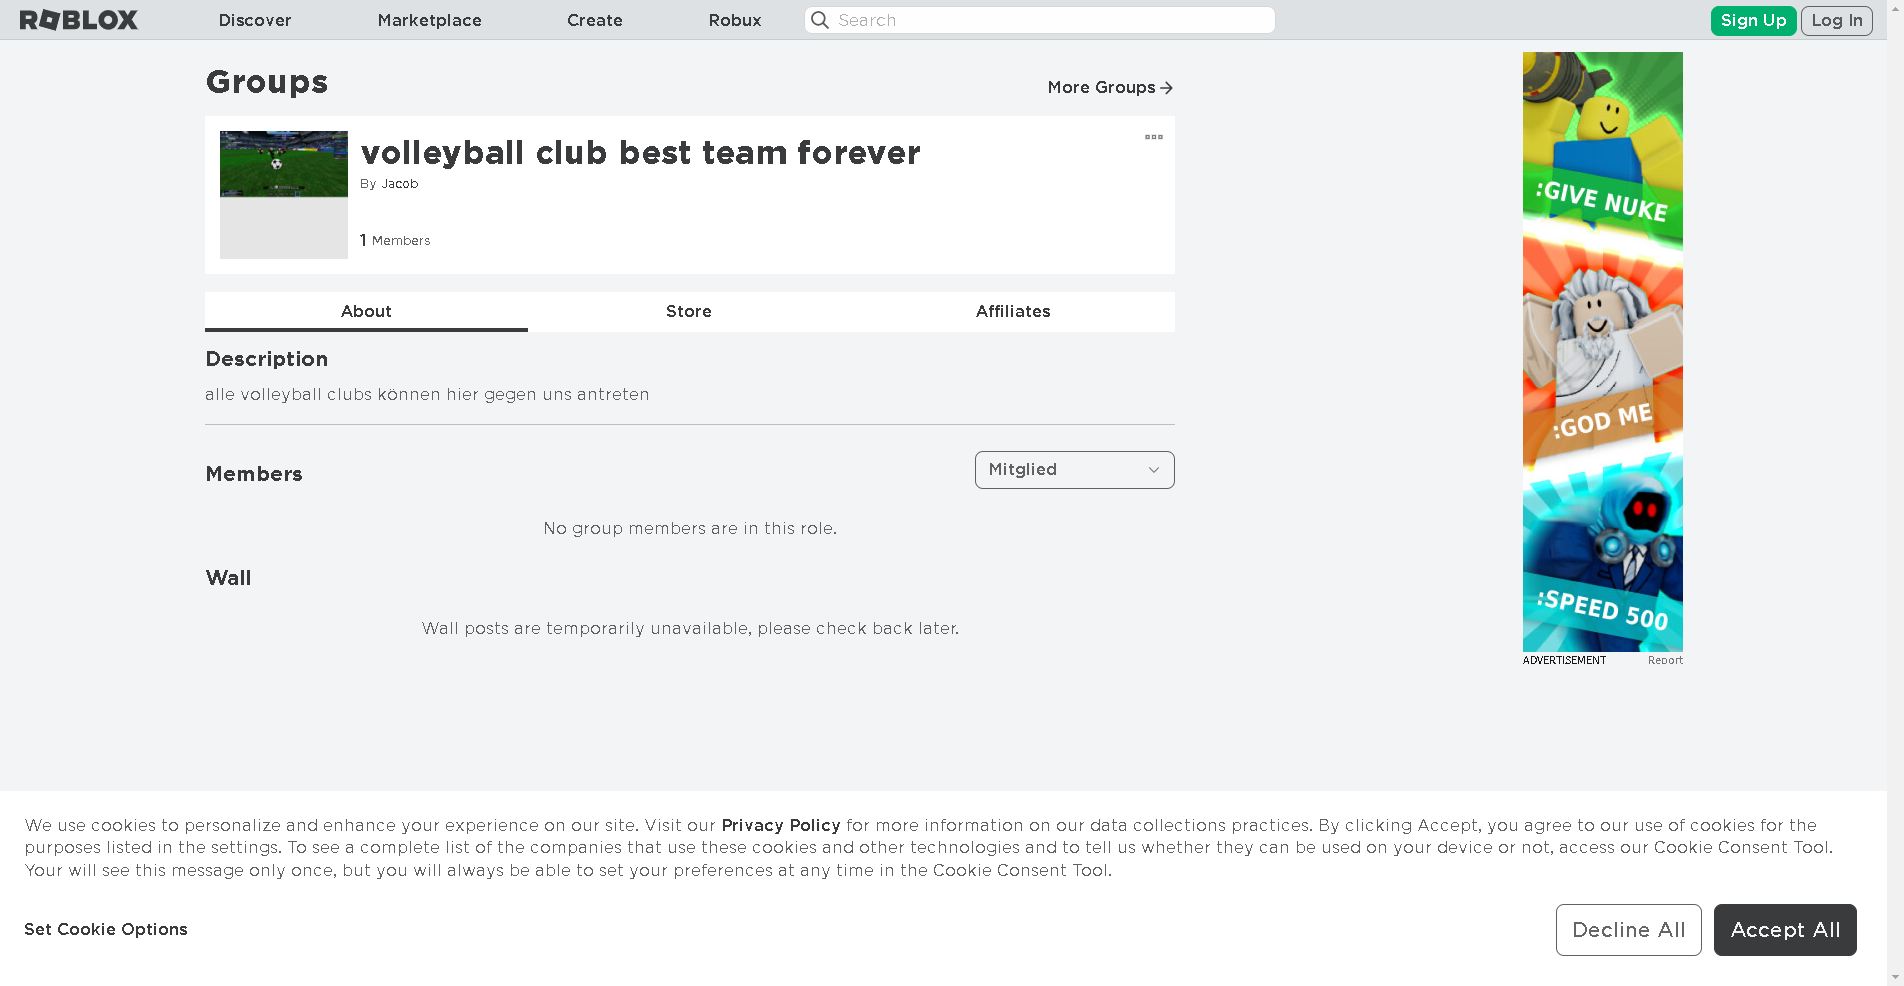 ROBLOX
Discover
Marketplace
Create
Robux
Search
Sign Up
Log In
Groups
More Groups
volleyball club best team forever
By Jacob
1 Members
About
Store
Affiliates
Description
alle volleyball clubs können hier gegen uns antreten
Members
Mitglied
No group members are in this role.
Wall
Wall posts are temporarily unavailable, please check back later.
:GIVE NUKE
:GOD ME
:SPEED 500
ADVERTISEMENT
Report
We use cookies to personalize and enhance your experience on our site. Visit our Privacy Policy for more information on our data collections practices. By clicking Accept, you agree to our use of cookies for the
purposes listed in the settings. To see a complete list of the companies that use these cookies and other technologies and to tell us whether they can be used on your device or not, access our Cookie Consent Tool.
Your will see this message only once, but you will always be able to set your preferences at any time in the Cookie Consent Tool.
Set Cookie Options
Decline All
Accept All